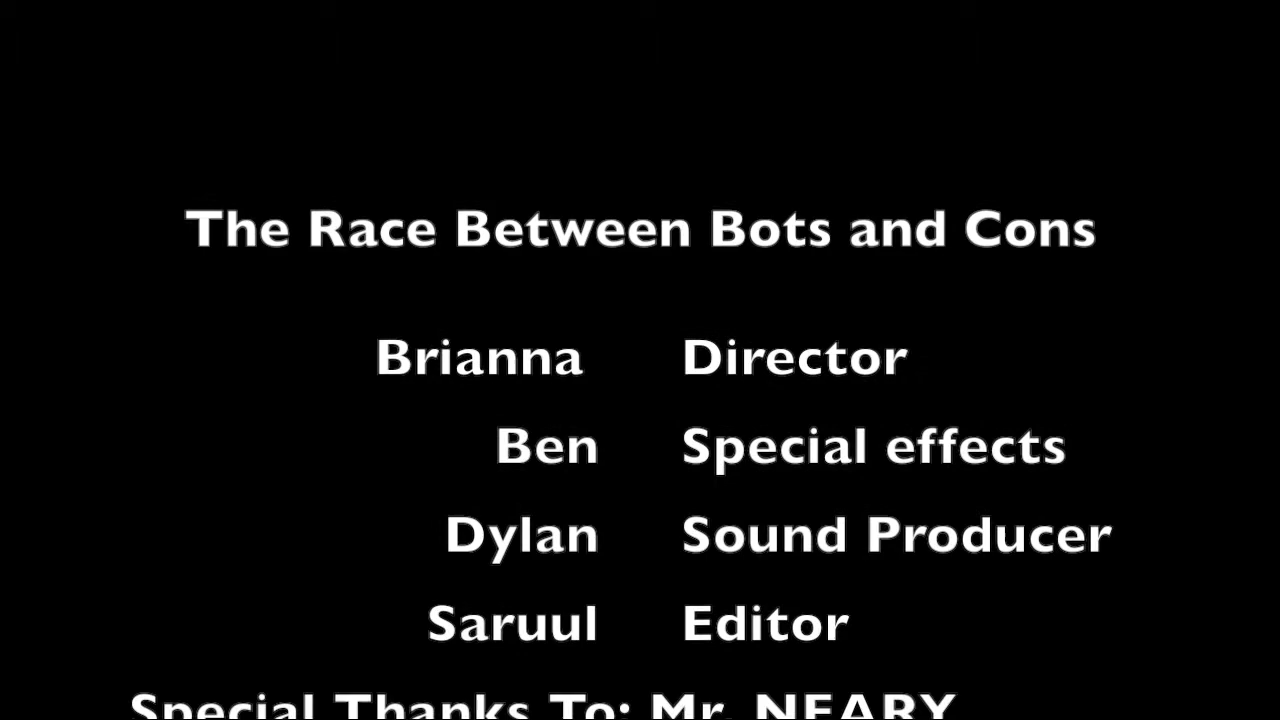 The Race Between Bots and Cons
Brianna Director
Ben Special effects
Dylan Sound Producer
Saruul Editor
Special Thanks To: Mr. NEARY